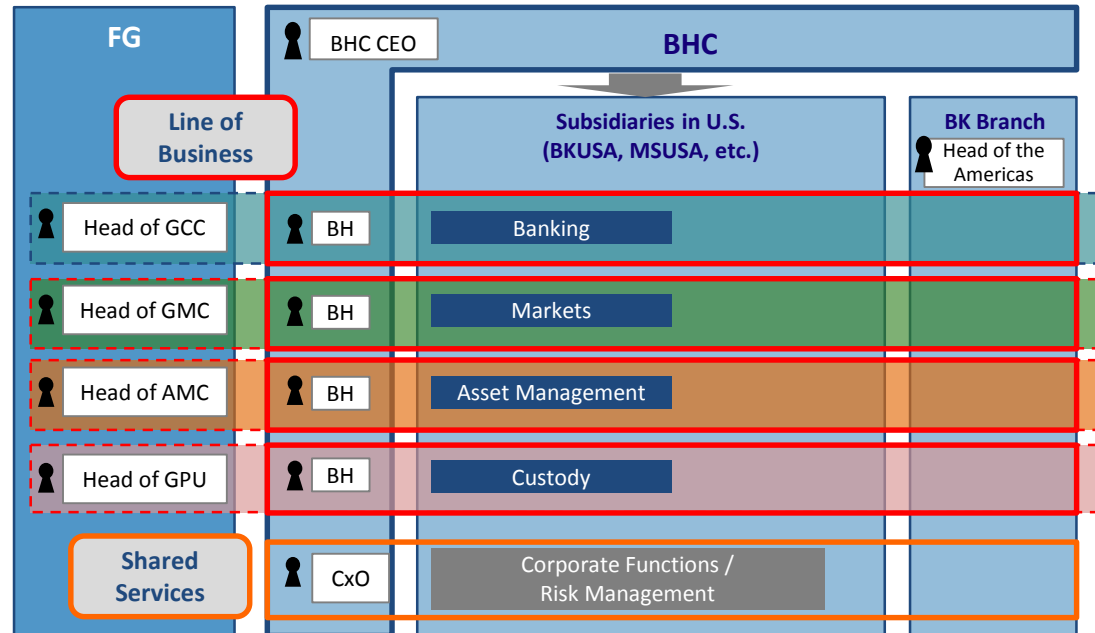 FG
BHC CEO
BHC
Line of
Business
Subsidiaries in U.S.
(BKUSA, MSUSA, etc.)
BK Branch
Head of the
Americas
Head of GCC
BH
Banking
Head of GMC
BH
Markets
Head of AMC
BH
Asset Management
Head of GPU
BH
Custody
Shared
Services
CxO
Corporate Functions /
Risk Management